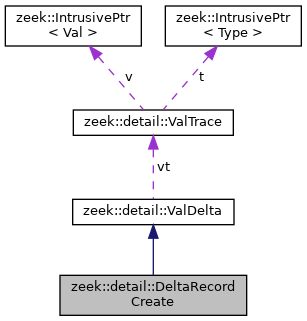 zeek::IntrusivePtr
< Val >
zeek::IntrusivePtr
< Type >
v
t
zeek::detail::ValTrace
vt
zeek::detail::ValDelta
zeek::detail::DeltaRecord
Create